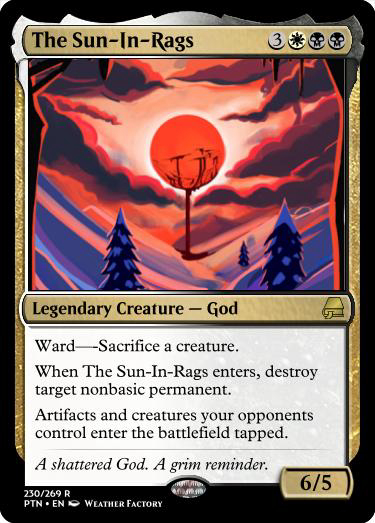 The Sun-In-Rags 3
Legendary Creature — God
Ward—-Sacrifice a creature.
When The Sun-In-Rags enters, destroy
target nonbasic permanent.
Artifacts and creatures your opponents
control enter the battlefield tapped.
A shattered God. A grim reminder.
6/5
230/269 R
PTN • EN Weather Factory